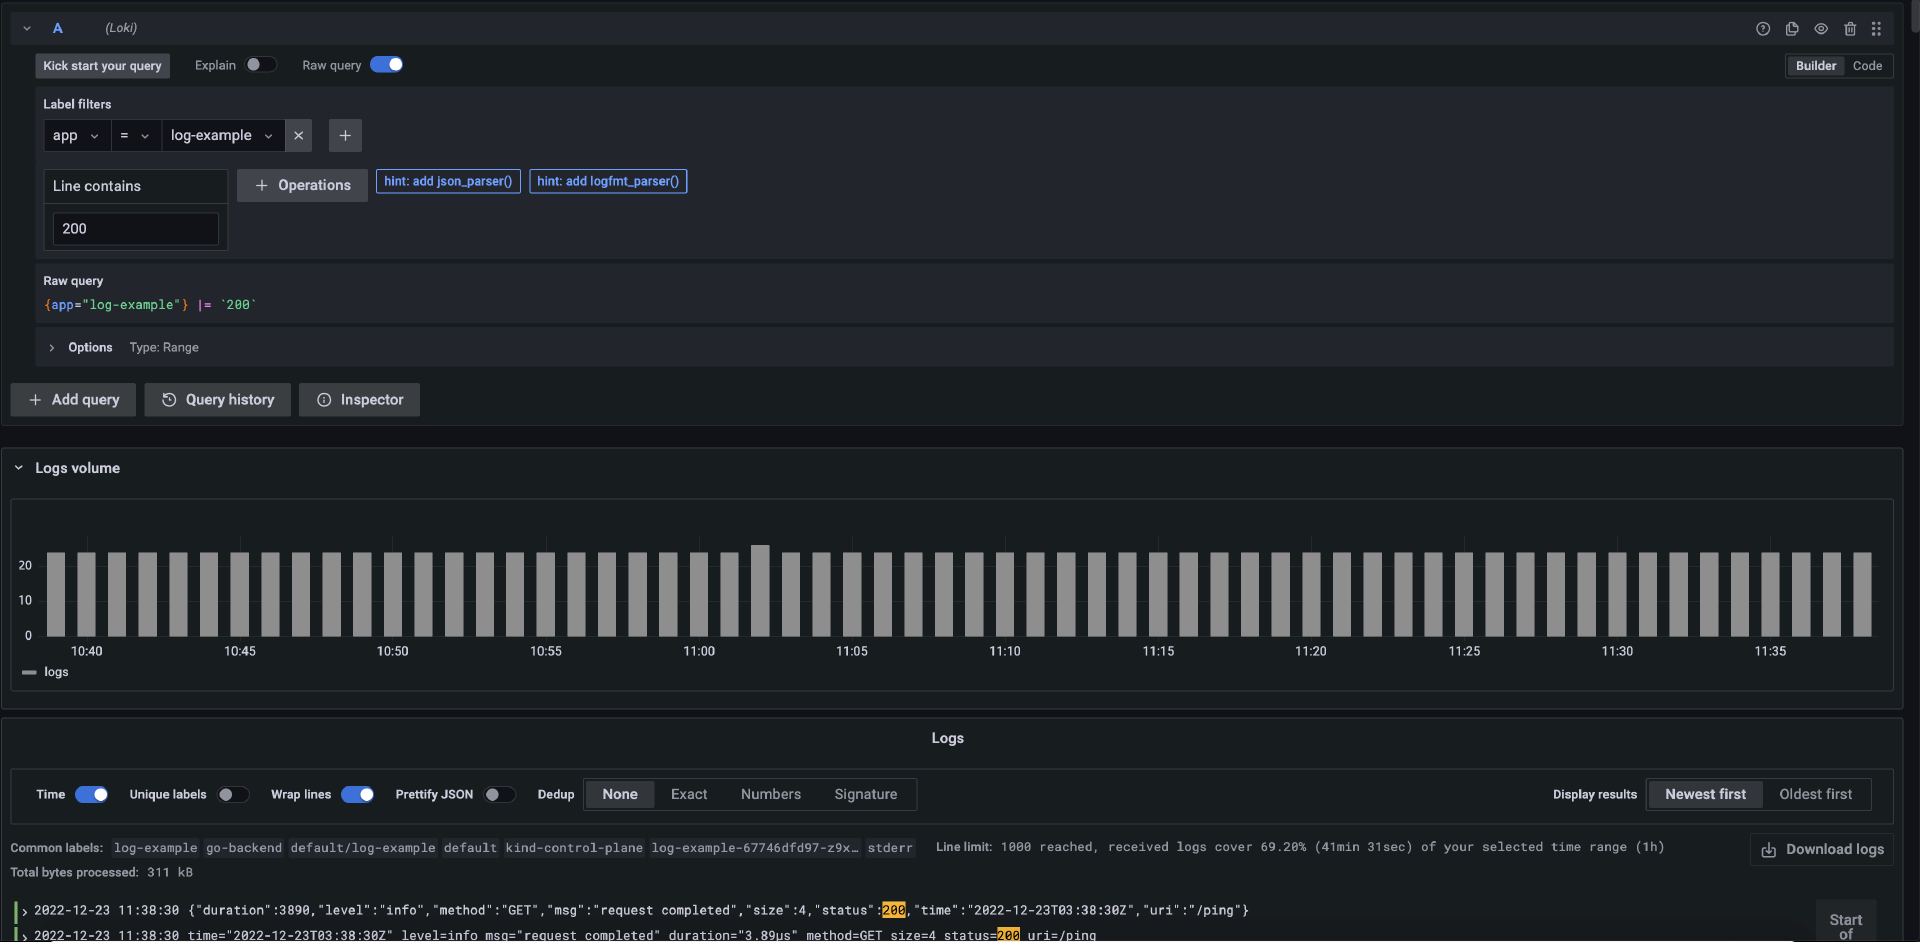 A (Loki)
Kick start your query Explain Raw query Builder Code
Label filters
app = log-example
Line contains + Operations hint: add json_parser() hint: add logfmt_parser()
200
Raw query
{app="log-example"} |= `200`
Options Type: Range
+ Add query Query history Inspector
Logs volume
20
10
0
10:40 10:45 10:50 10:55 11:00 11:05 11:10 11:15 11:20 11:25 11:30 11:35
logs
Logs
Time Unique labels Wrap lines Prettify JSON Dedup None Exact Numbers Signature Display results Newest first Oldest first
Common labels: log-example go-backend default/log-example default kind-control-plane log-example-67746dfd97-z9x… stderr Line limit: 1000 reached, received logs cover 69.20% (41min 31sec) of your selected time range (1h) Download logs
Total bytes processed: 311 kB
2022-12-23 11:38:30 {"duration":3890,"level":"info","method":"GET","msg":"request completed","size":4,"status":200,"time":"2022-12-23T03:38:30Z","uri":"/ping"}
2022-12-23 11:38:30 time="2022-12-23T03:38:30Z" level=info msg="request completed" duration="3.89µs" method=GET size=4 status=200 uri=/ping
Start
of